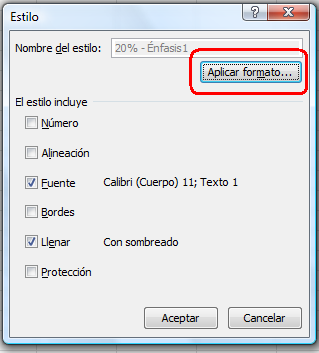 Estilo
Nombre del estilo: 20% - Énfasis1
Aplicar formato...
El estilo incluye
Número
Alineación
Fuente Calibri (Cuerpo) 11; Texto 1
Bordes
Llenar Con sombreado
Protección
Aceptar Cancelar